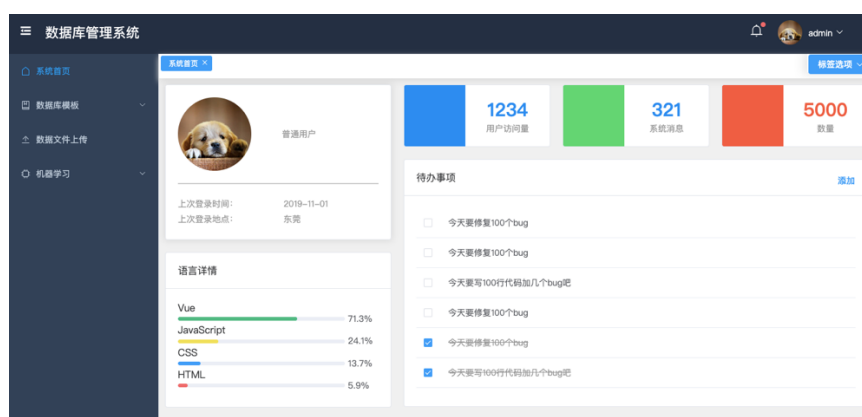 数据库管理系统
admin
系统首页
数据库模板
数据文件上传
机器学习
系统首页 ×
标签选项
普通用户
上次登录时间: 2019-11-01
上次登录地点: 东莞
语言详情
Vue
71.3%
JavaScript
24.1%
CSS
13.7%
HTML
5.9%
1234
用户访问量
321
系统消息
5000
数量
待办事项 添加
今天要修复100个bug
今天要修复100个bug
今天要写100行代码加几个bug吧
今天要修复100个bug
今天要修复100个bug
今天要写100行代码加几个bug吧